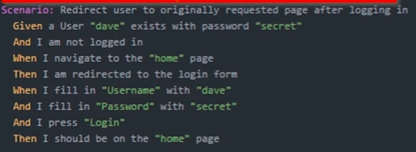 Scenario: Redirect user to originally requested page after logging in
Given a User "dave" exists with password "secret"
And I am not logged in
When I navigate to the "home" page
Then I am redirected to the login form
When I fill in "Username" with "dave"
And I fill in "Password" with "secret"
And I press "Login"
Then I should be on the "home" page